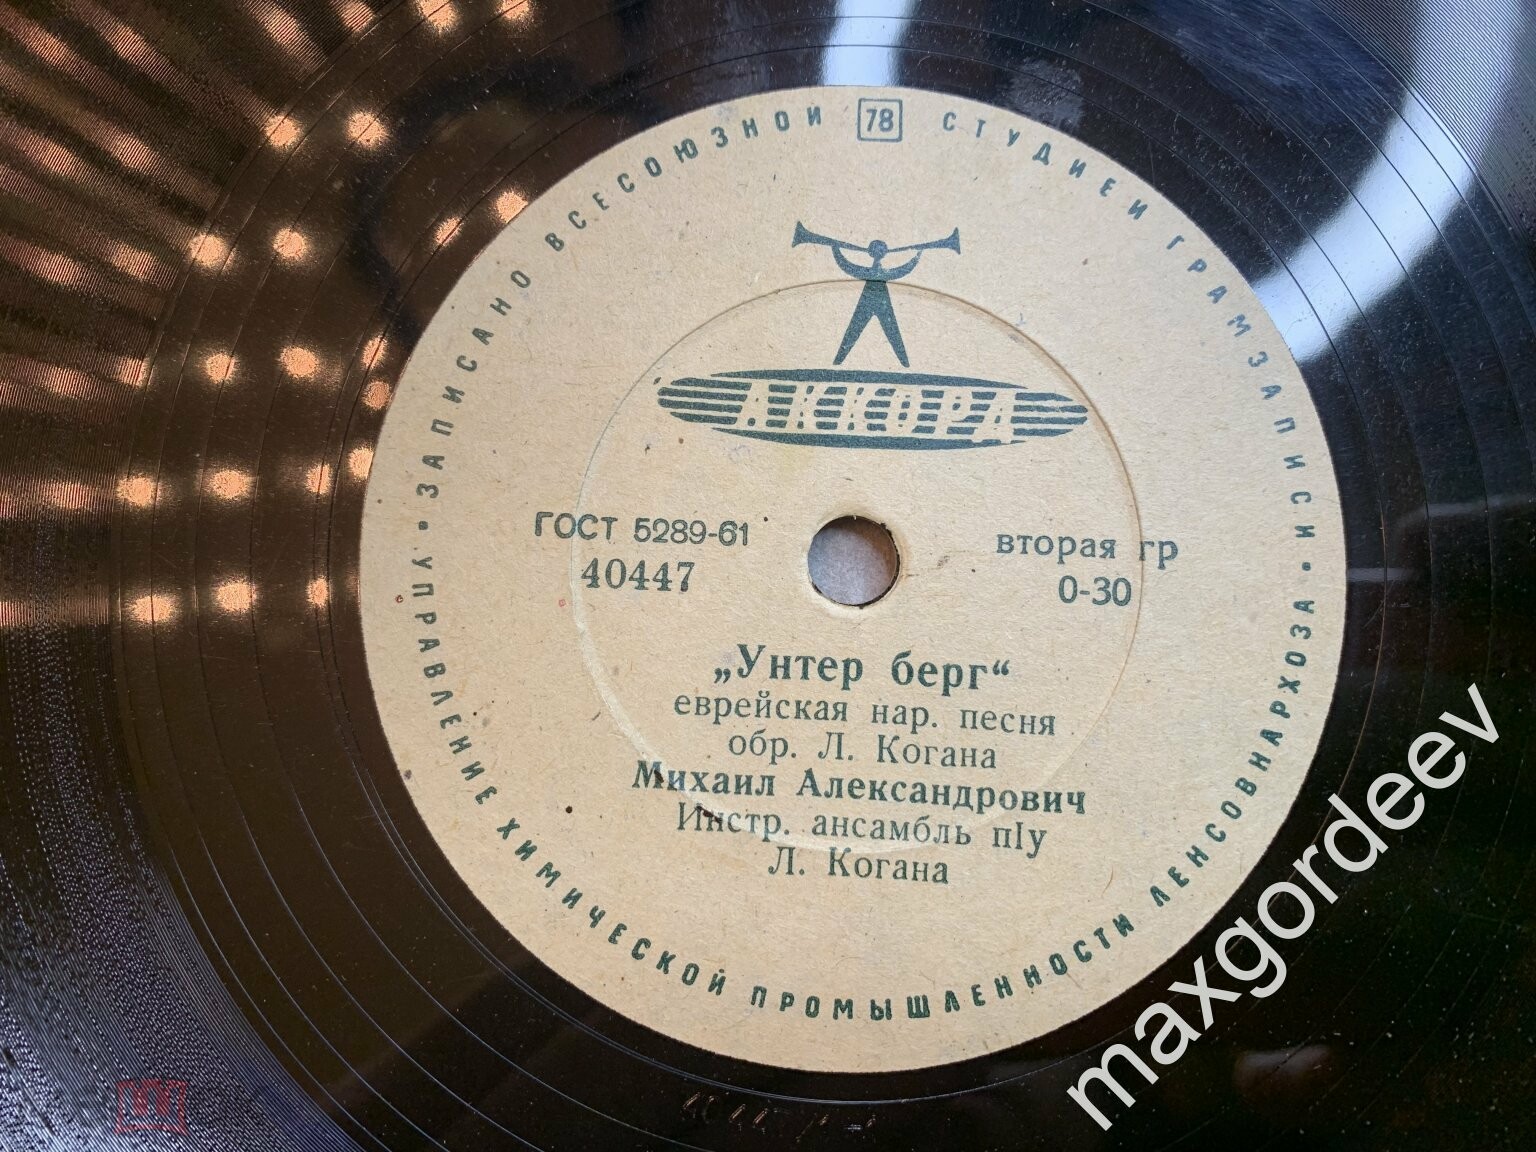 ЗАПИСАНО ВСЕСОЮЗНОЙ 78 СТУДИЕЙ ГРАМЗАПИСИ
АККОРД
ГОСТ 5289-61
40447
вторая гр
0-30
„Унтер берг“
еврейская нар. песня
обр. Л. Когана
Михаил Александрович
Инстр. ансамбль п/у
Л. Когана
• УПРАВЛЕНИЕ ХИМИЧЕСКОЙ ПРОМЫШЛЕННОСТИ ЛЕНСОВНАРХОЗА •
maxgordeev